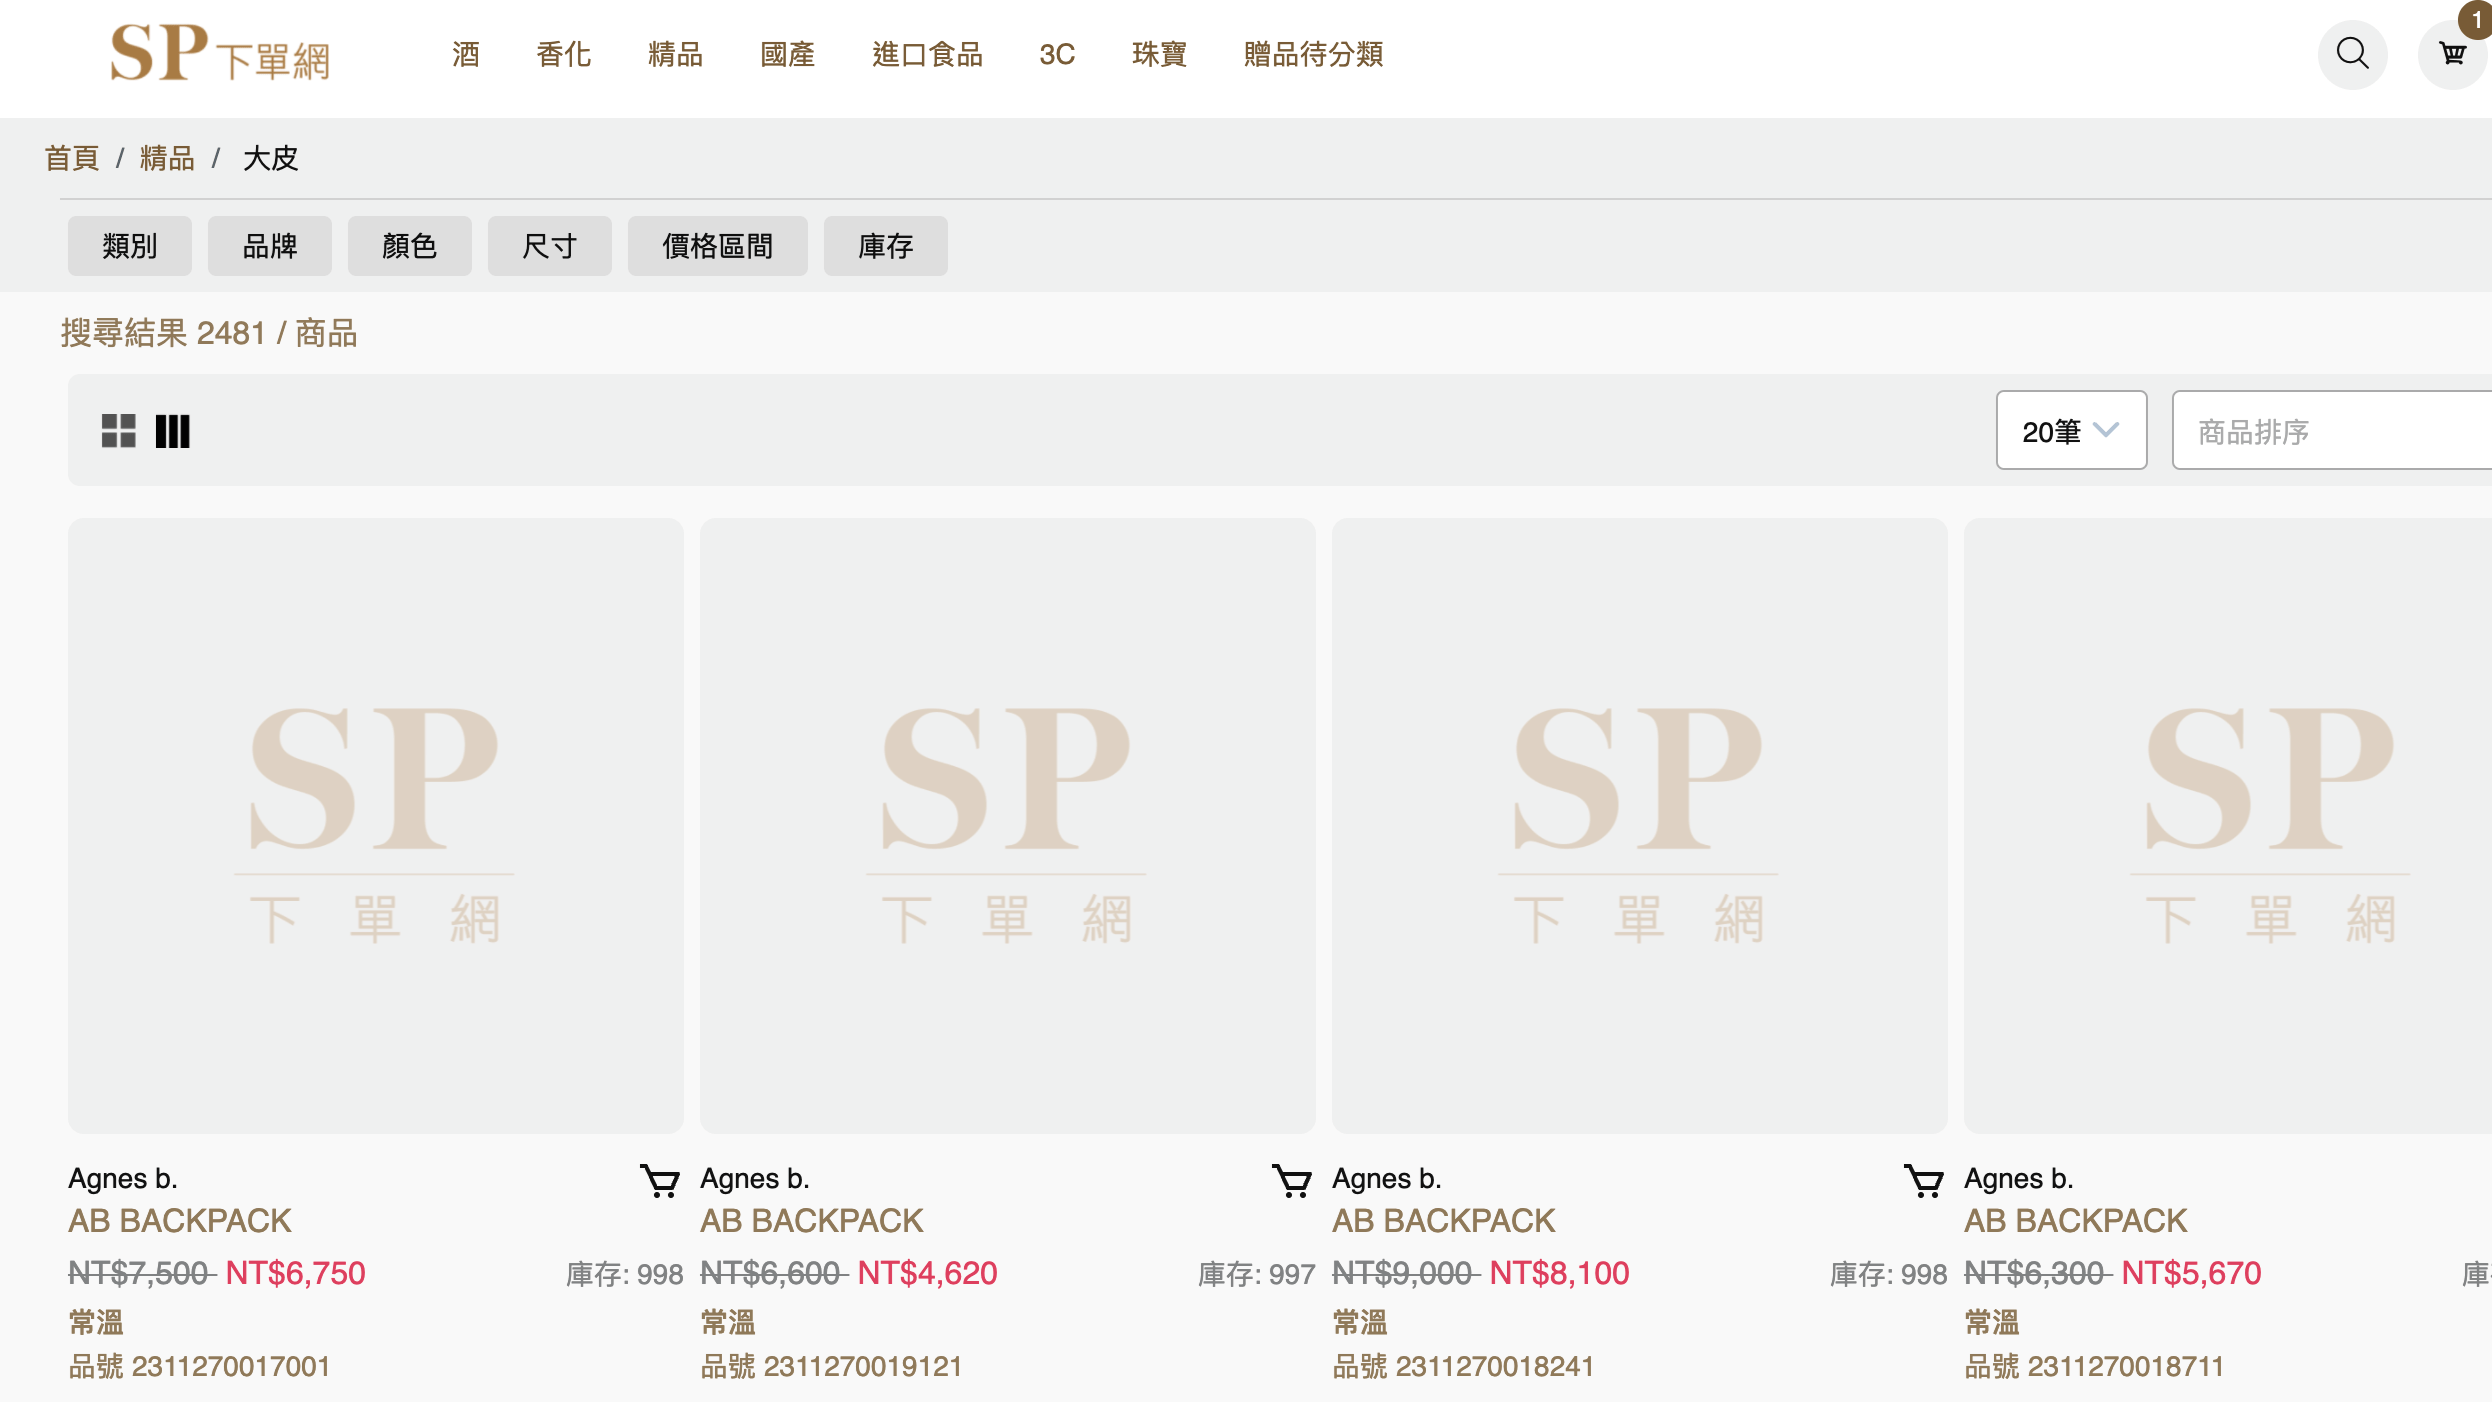 SP下單網 酒 香化 精品 國產 進口食品 3C 珠寶 贈品待分類 1
首頁 / 精品 / 大皮
類別 品牌 顏色 尺寸 價格區間 庫存
搜尋結果 2481 / 商品
20筆 商品排序
SP SP SP SP
下單網 下單網 下單網 下單網
Agnes b. Agnes b. Agnes b. Agnes b.
AB BACKPACK AB BACKPACK AB BACKPACK AB BACKPACK
NT$7,500 NT$6,750 庫存: 998 NT$6,600 NT$4,620 庫存: 997 NT$9,000 NT$8,100 庫存: 998 NT$6,300 NT$5,670 庫
常溫 常溫 常溫 常溫
品號 2311270017001 品號 2311270019121 品號 2311270018241 品號 2311270018711